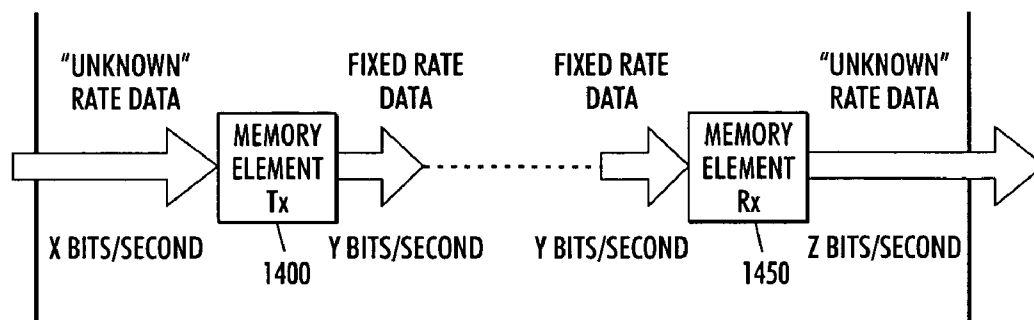 “UNKNOWN”
RATE DATA
FIXED RATE
DATA
FIXED RATE
DATA
“UNKNOWN”
RATE DATA
MEMORY
ELEMENT
Tx
MEMORY
ELEMENT
Rx
X BITS/SECOND
1400
Y BITS/SECOND
Y BITS/SECOND
1450
Z BITS/SECOND